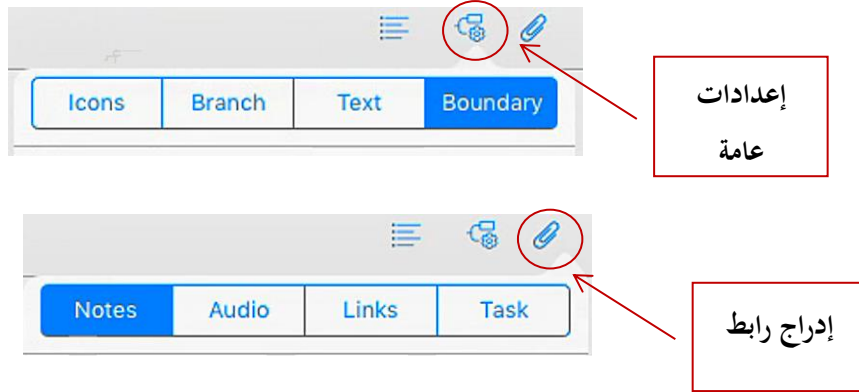 Icons Branch Text Boundary
إعدادات
عامة
Notes Audio Links Task
إدراج رابط